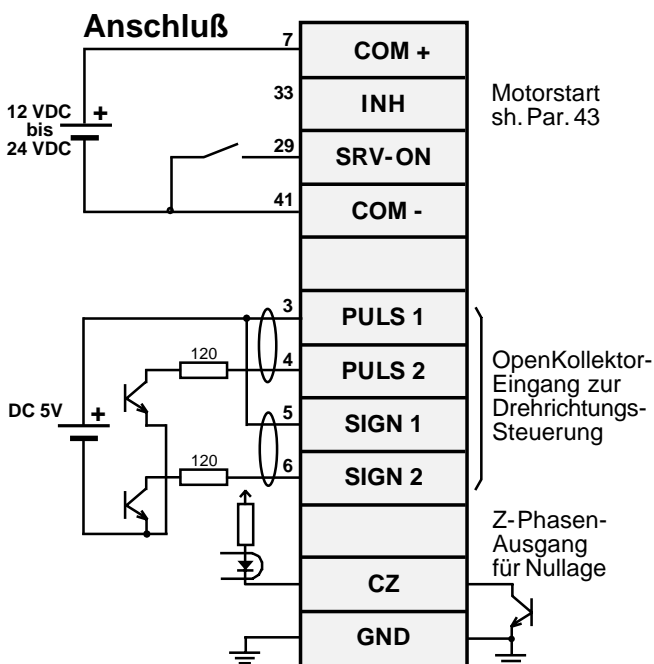 Anschluß
7
COM +
33
INH
Motorstart
sh. Par. 43
12 VDC
bis
24 VDC
+
29
SRV-ON
41
COM -
3
PULS 1
120
4
PULS 2
OpenKollektor-
Eingang zur
Drehrichtungs-
Steuerung
DC 5V
+
5
SIGN 1
120
6
SIGN 2
Z-Phasen-
Ausgang
für Nullage
CZ
GND